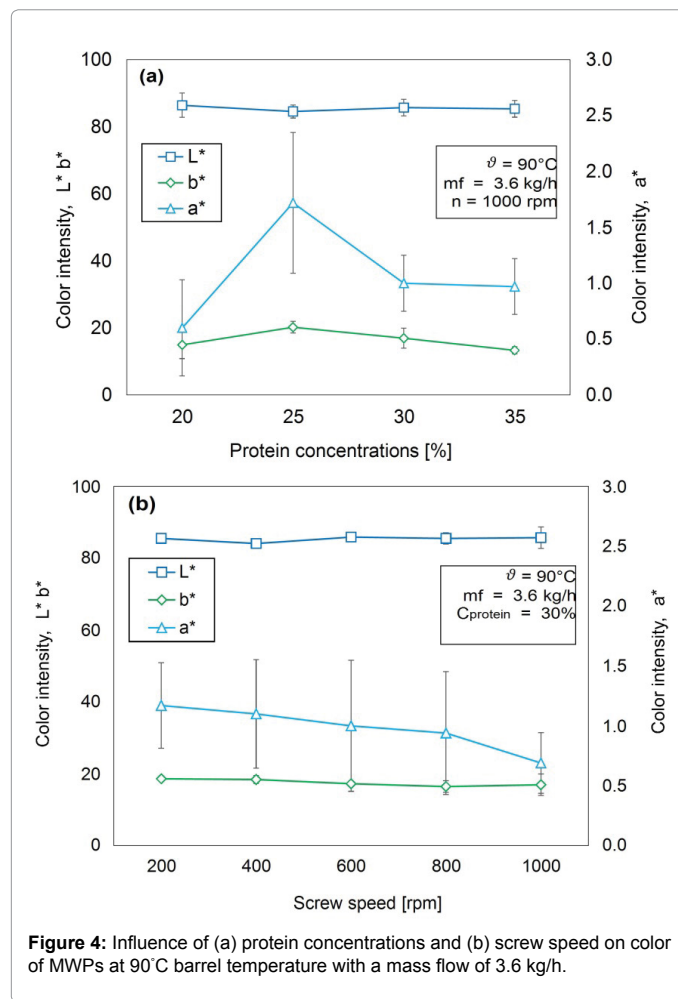 (a)
100
80
60
40
20
0
Color intensity, L* b*
L*
b*
a*
ϑ = 90°C
mf = 3.6 kg/h
n = 1000 rpm
3.0
2.5
2.0
1.5
1.0
0.5
0.0
Color intensity, a*
20 25 30 35
Protein concentrations [%]
(b)
100
80
60
40
20
0
Color intensity, L* b*
L*
b*
a*
ϑ = 90°C
mf = 3.6 kg/h
Cprotein = 30%
3.0
2.5
2.0
1.5
1.0
0.5
0.0
Color intensity, a*
200 400 600 800 1000
Screw speed [rpm]
Figure 4: Influence of (a) protein concentrations and (b) screw speed on color
of MWPs at 90°C barrel temperature with a mass flow of 3.6 kg/h.